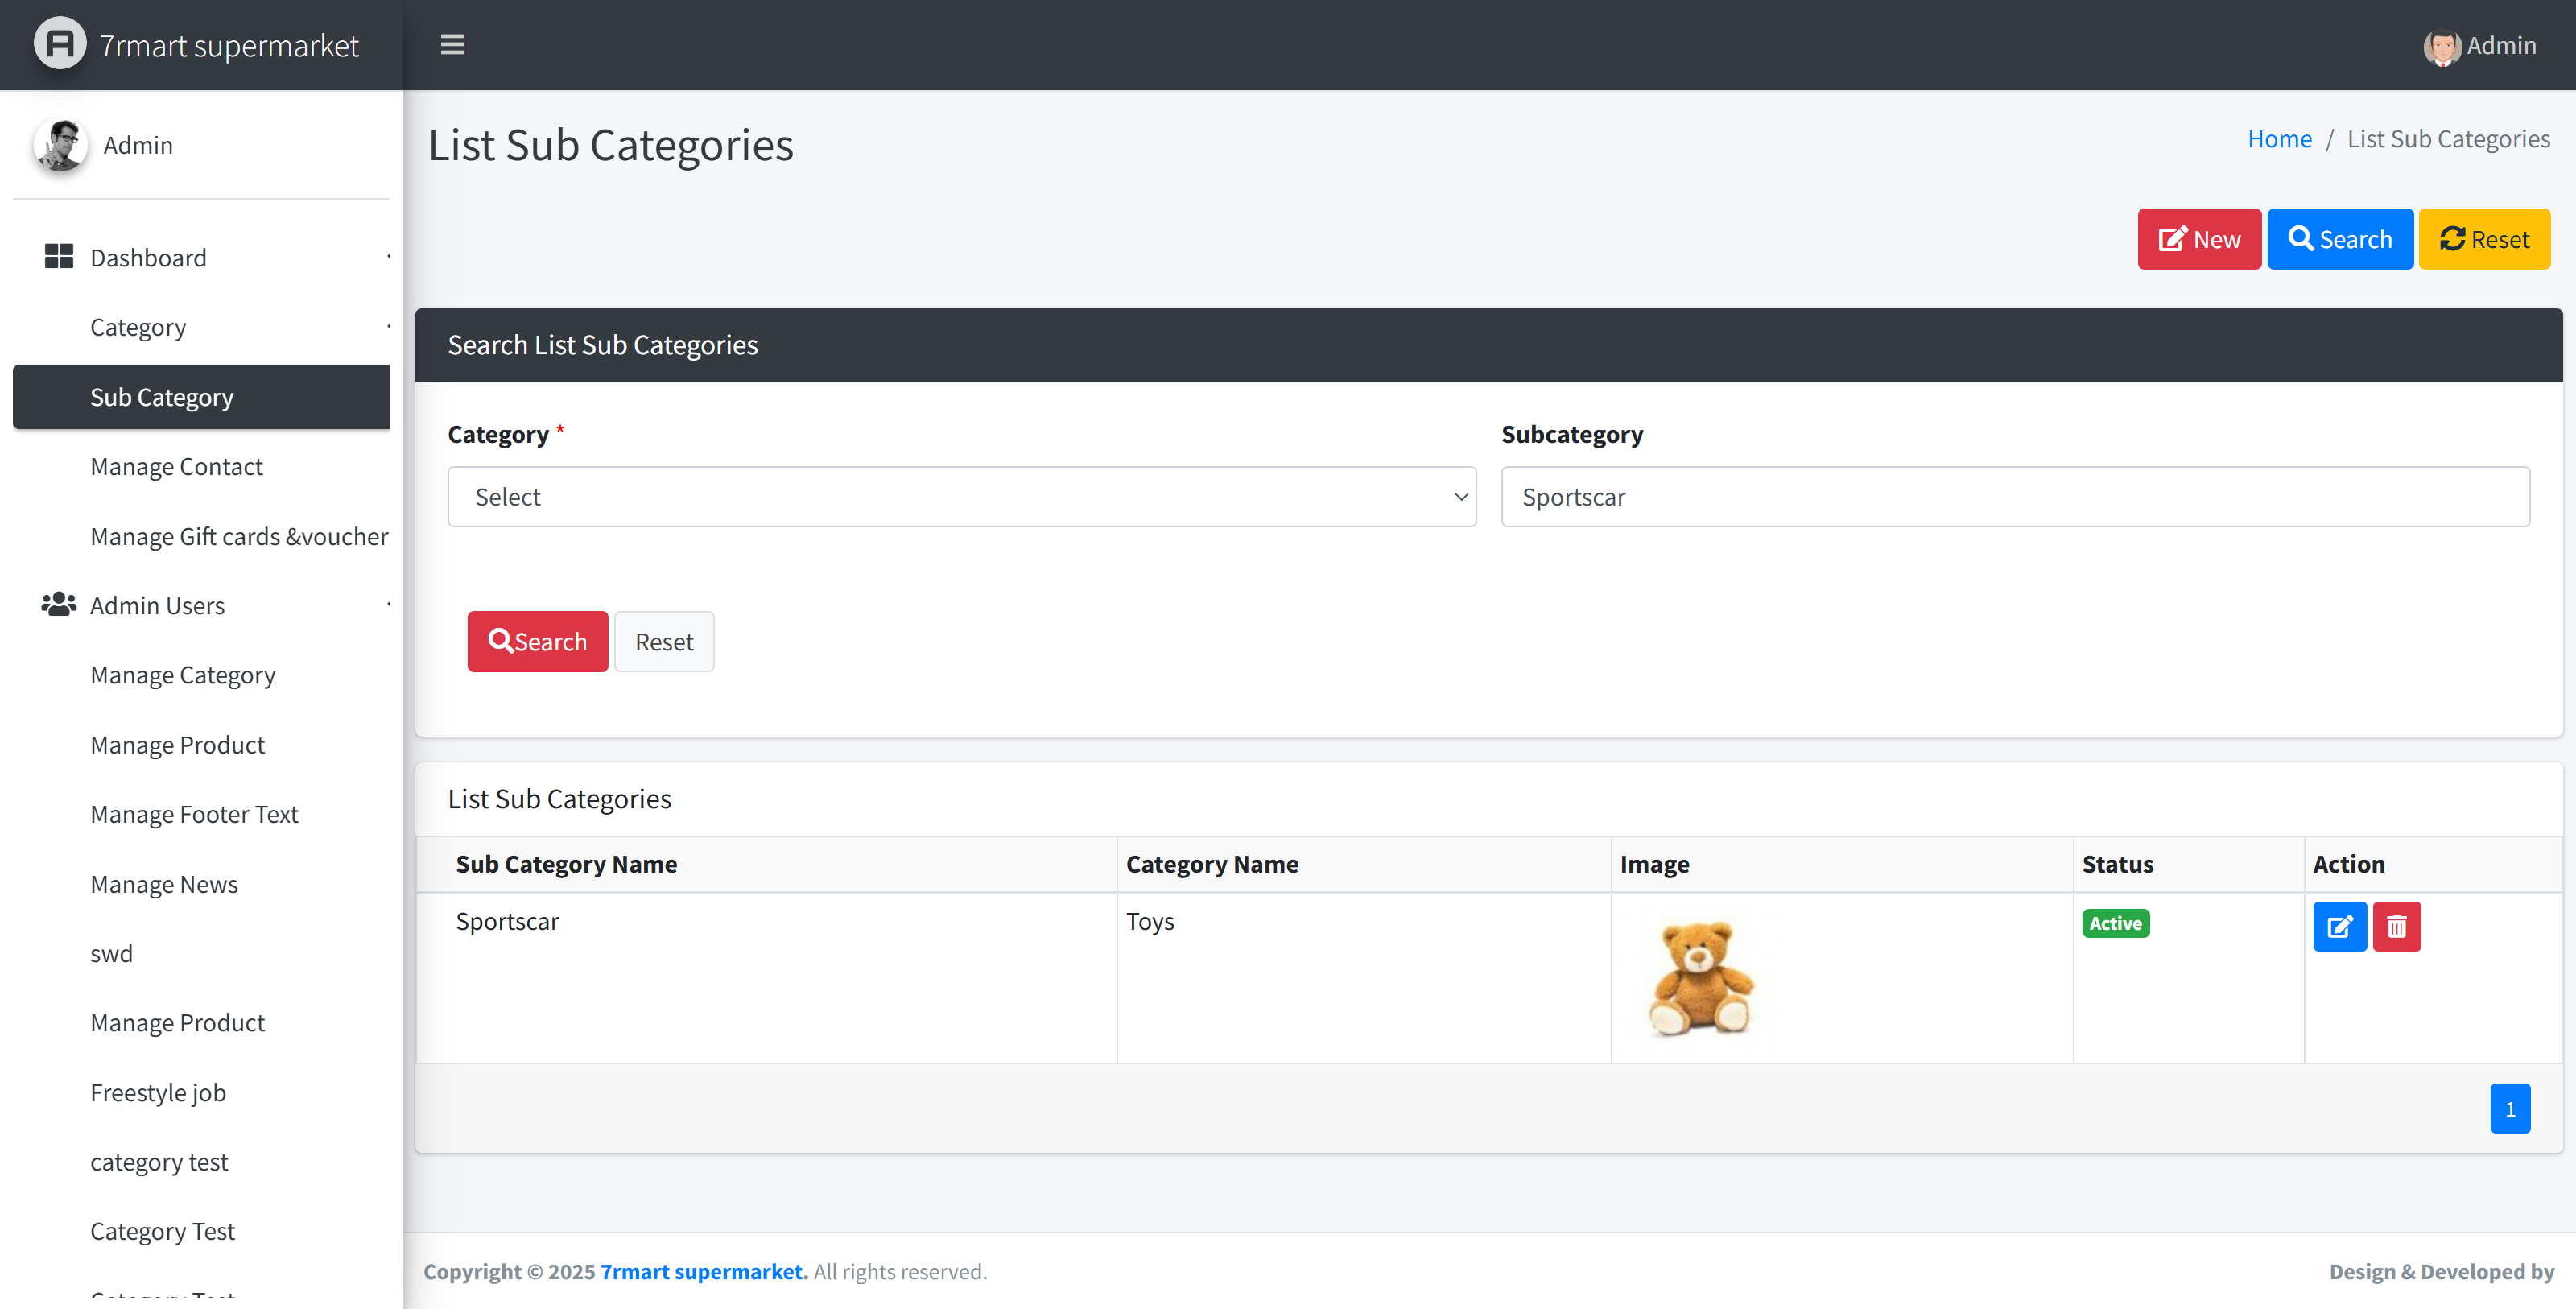 7rmart supermarket
Admin
Admin
Dashboard
Category
Sub Category
Manage Contact
Manage Gift cards &voucher
Admin Users
Manage Category
Manage Product
Manage Footer Text
Manage News
swd
Manage Product
Freestyle job
category test
Category Test
Category Test
List Sub Categories
Home / List Sub Categories
New
Search
Reset
Search List Sub Categories
Category *
Subcategory
Select
Sportscar
Search
Reset
List Sub Categories
Sub Category Name
Category Name
Image
Status
Action
Sportscar
Toys
Active
1
Copyright © 2025 7rmart supermarket. All rights reserved.
Design & Developed by